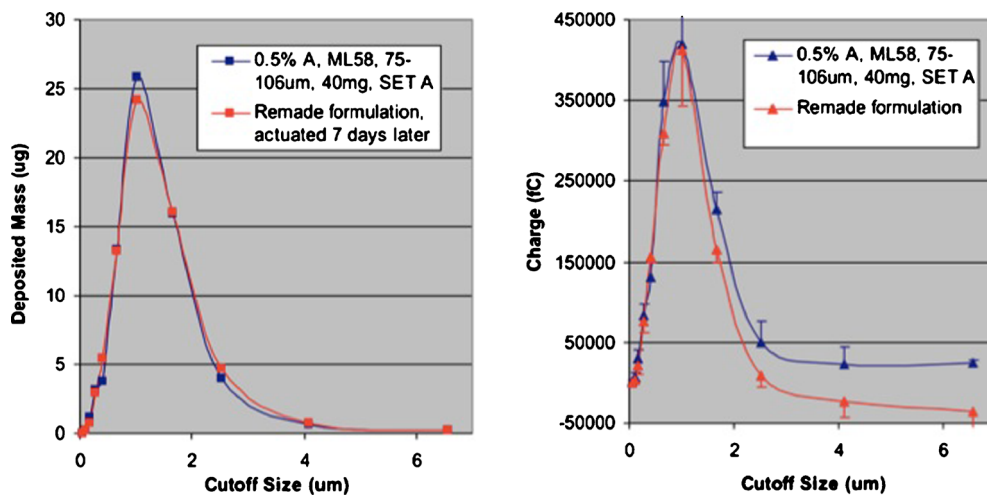 30
25
20
15
10
5
0
Deposited Mass (ug)
0.5% A, ML58, 75-
106um, 40mg, SET A
Remade formulation,
actuated 7 days later
0 2 4 6
Cutoff Size (um)
450000
350000
250000
150000
50000
-50000
Charge (fC)
0.5% A, ML58, 75-
106um, 40mg, SET A
Remade formulation
0 2 4 6
Cutoff Size (um)